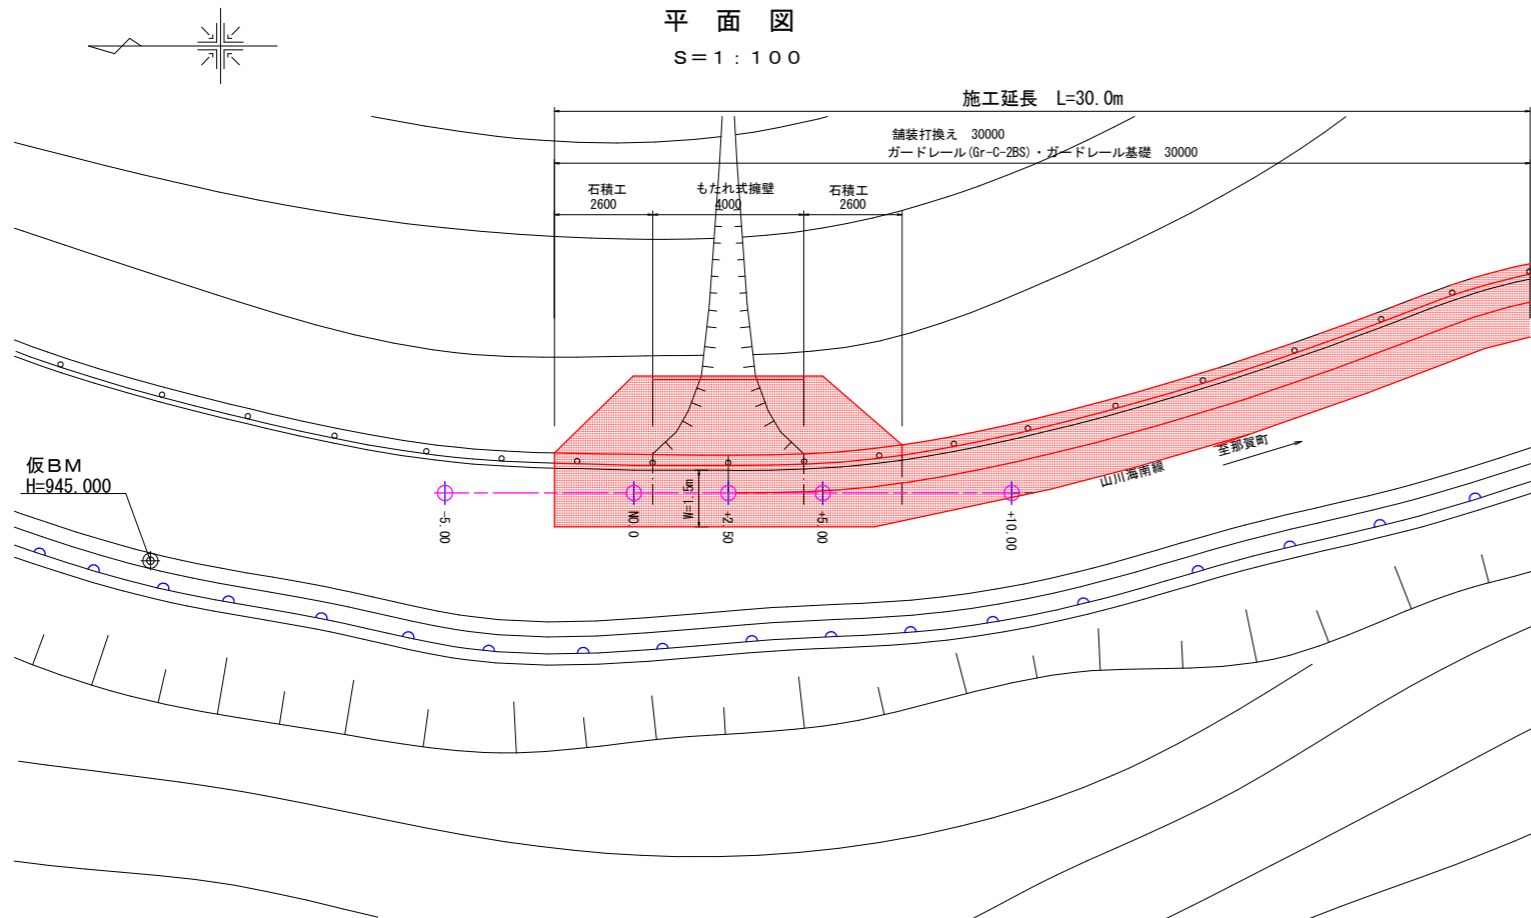 平 面 図
S=1:100
施工延長 L=30.0m
舗装打換え 30000
ガードレール(Gr-C-2BS)・ガードレール基礎 30000
石積工
2600
もたれ式擁壁
4000
石積工
2600
仮BM
H=945.000
至那賀町
山川海南線
W=1.5m
-5.00
NO.0
+2.50
+5.00
+10.00